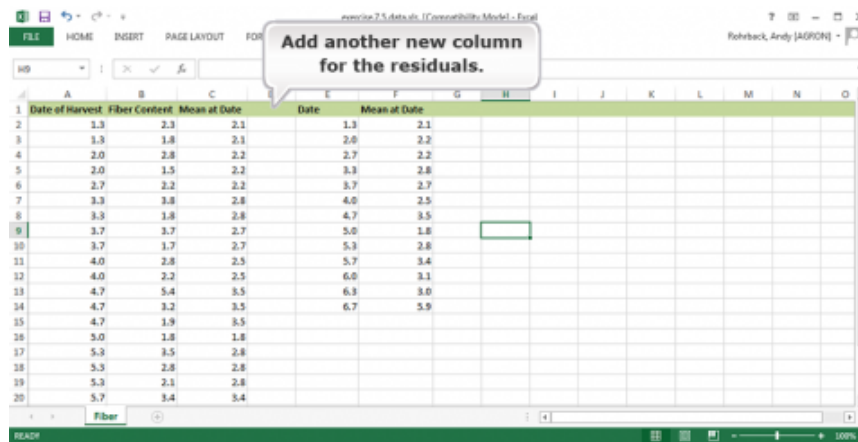 exercise 7.5 data.xls [Compatibility Mode] - Excel
FILE HOME INSERT PAGE LAYOUT Rohrback, Andy [AGRON]
Add another new column
for the residuals.
H9 fx
A B C E F G H I J K L M N O
1 Date of Harvest Fiber Content Mean at Date Date Mean at Date
2 1.3 2.3 2.1 1.3 2.1
3 1.3 1.8 2.1 2.0 2.2
4 2.0 2.8 2.2 2.7 2.2
5 2.0 1.5 2.2 3.3 2.8
6 2.7 2.2 2.2 3.7 2.7
7 3.3 3.8 2.8 4.0 2.5
8 3.3 1.8 2.8 4.7 3.5
9 3.7 3.7 2.7 5.0 1.8
10 3.7 1.7 2.7 5.3 2.8
11 4.0 2.8 2.5 5.7 3.4
12 4.0 2.2 2.5 6.0 3.1
13 4.7 5.4 3.5 6.3 3.0
14 4.7 3.2 3.5 6.7 5.9
15 4.7 1.9 3.5
16 5.0 1.8 1.8
17 5.3 3.5 2.8
18 5.3 2.8 2.8
19 5.3 2.1 2.8
20 5.7 3.4 3.4
Fiber
READY 100%